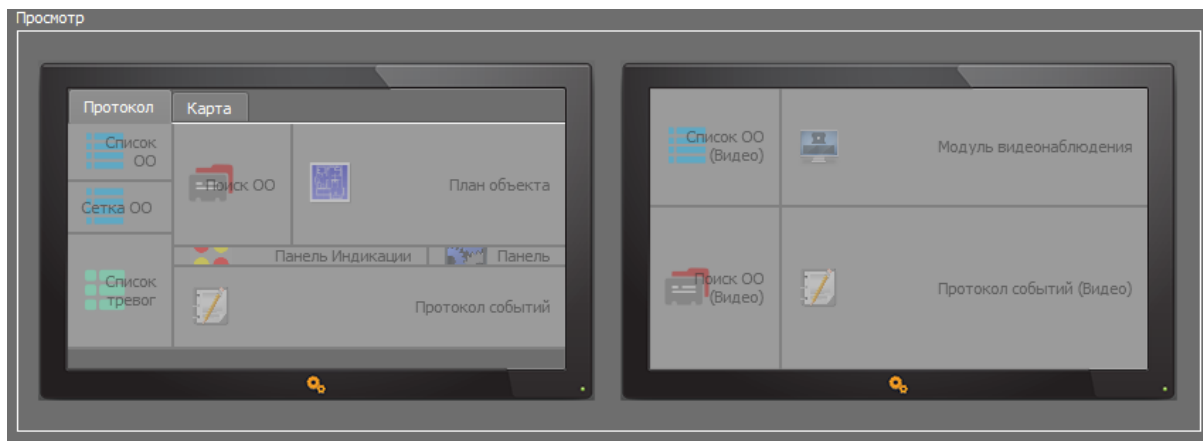 Просмотр
Протокол
Карта
Список
ОО
Сетка ОО
Список
тревог
Поиск ОО
План объекта
Панель Индикации
Панель
Протокол событий
Список ОО
(Видео)
Модуль видеонаблюдения
Поиск ОО
(Видео)
Протокол событий (Видео)